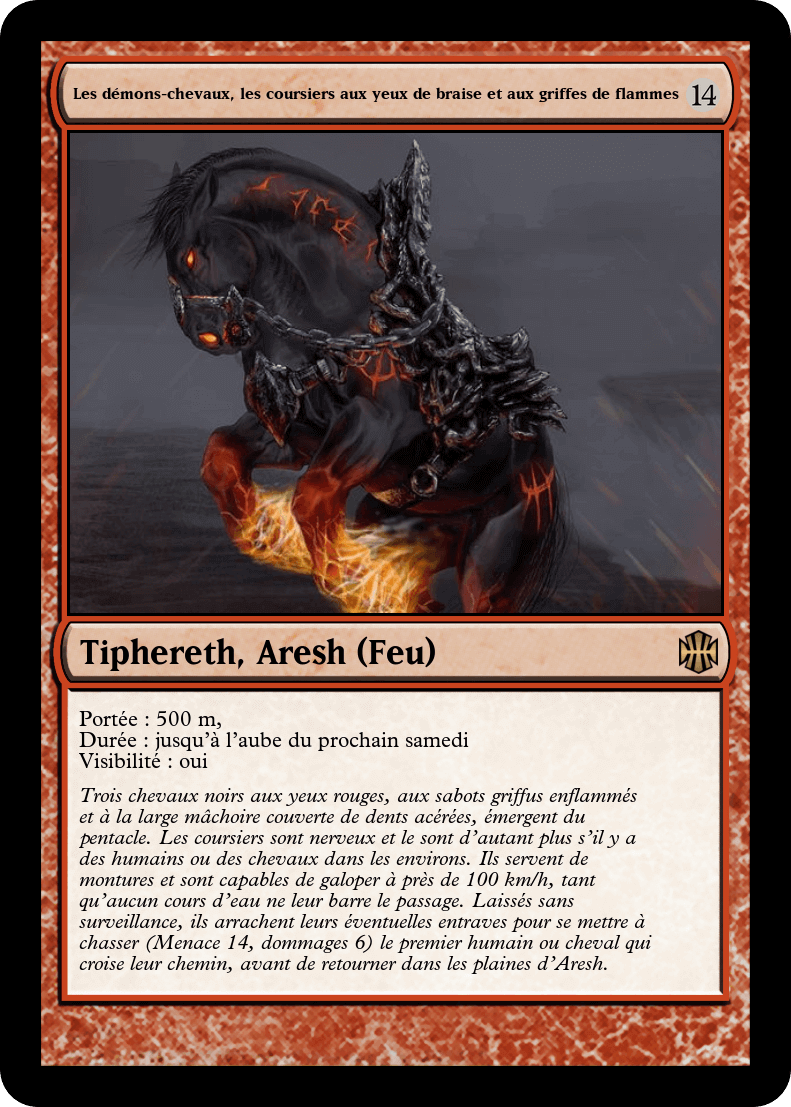 Les démons-chevaux, les coursiers aux yeux de braise et aux griffes de flammes 14
Tiphereth, Aresh (Feu)
Portée : 500 m,
Durée : jusqu'à l'aube du prochain samedi
Visibilité : oui
Trois chevaux noirs aux yeux rouges, aux sabots griffus enflammés
et à la large mâchoire couverte de dents acérées, émergent du
pentacle. Les coursiers sont nerveux et le sont d'autant plus s'il y a
des humains ou des chevaux dans les environs. Ils servent de
montures et sont capables de galoper à près de 100 km/h, tant
qu'aucun cours d'eau ne leur barre le passage. Laissés sans
surveillance, ils arrachent leurs éventuelles entraves pour se mettre à
chasser (Menace 14, dommages 6) le premier humain ou cheval qui
croise leur chemin, avant de retourner dans les plaines d'Aresh.